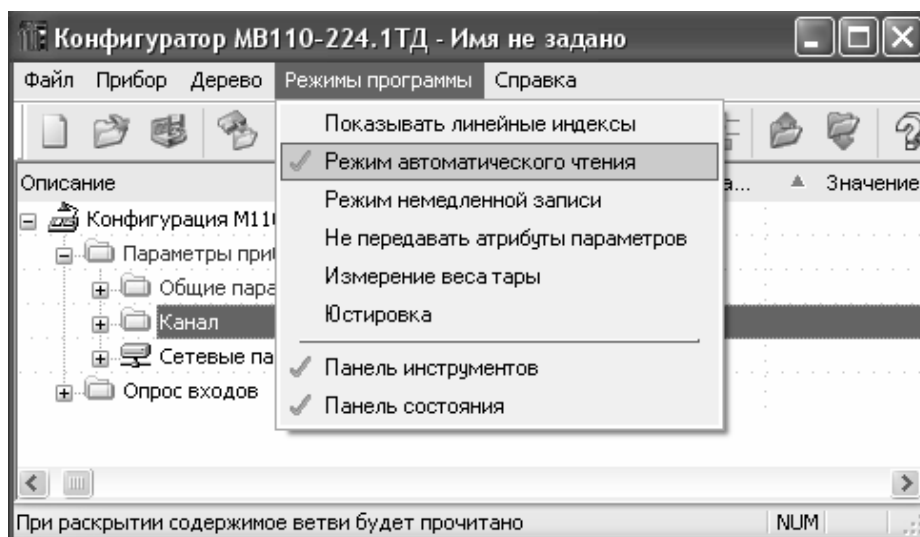 Конфигуратор МВ110-224.1ТД - Имя не задано
Файл Прибор Дерево Режимы программы Справка
Показывать линейные индексы
Режим автоматического чтения
Режим немедленной записи
Не передавать атрибуты параметров
Измерение веса тары
Юстировка
Панель инструментов
Панель состояния
Описание
а... Значение
Конфигурация М11
Параметры при
Общие пара
Канал
Сетевые па
Опрос входов
При раскрытии содержимое ветви будет прочитано NUM